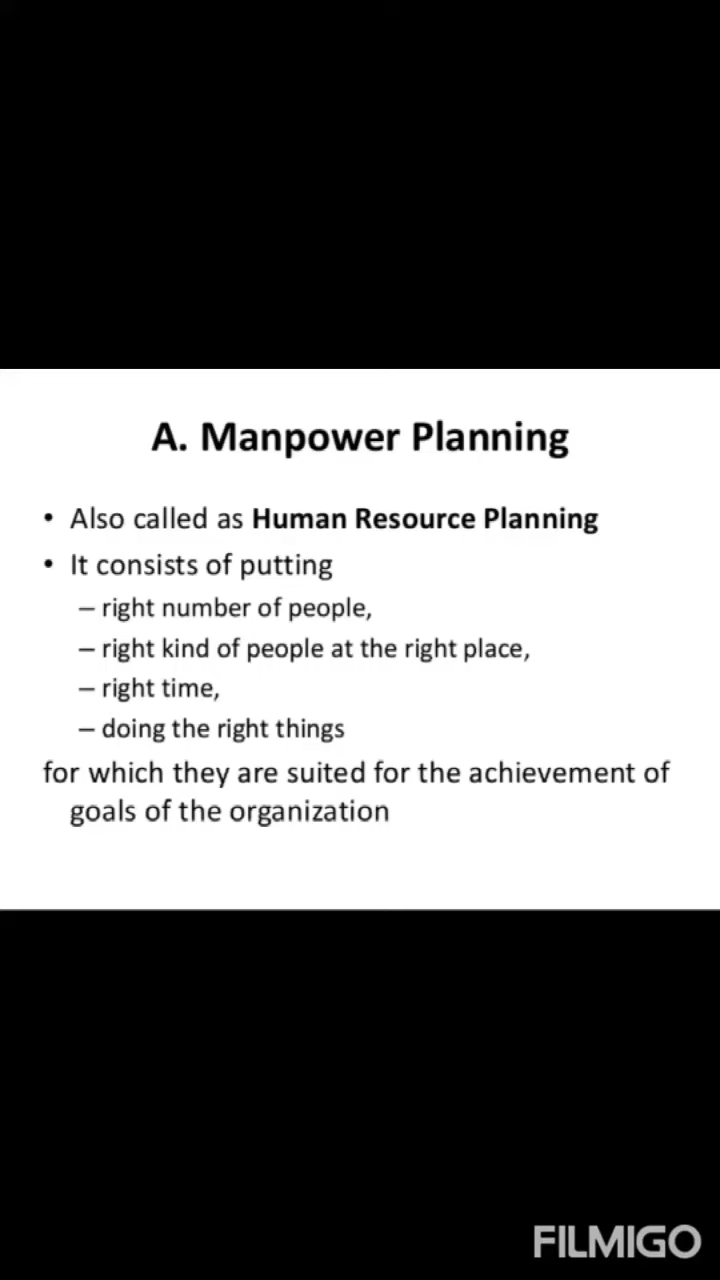 A. Manpower Planning
• Also called as Human Resource Planning
• It consists of putting
– right number of people,
– right kind of people at the right place,
– right time,
– doing the right things
for which they are suited for the achievement of
goals of the organization
FILMIGO